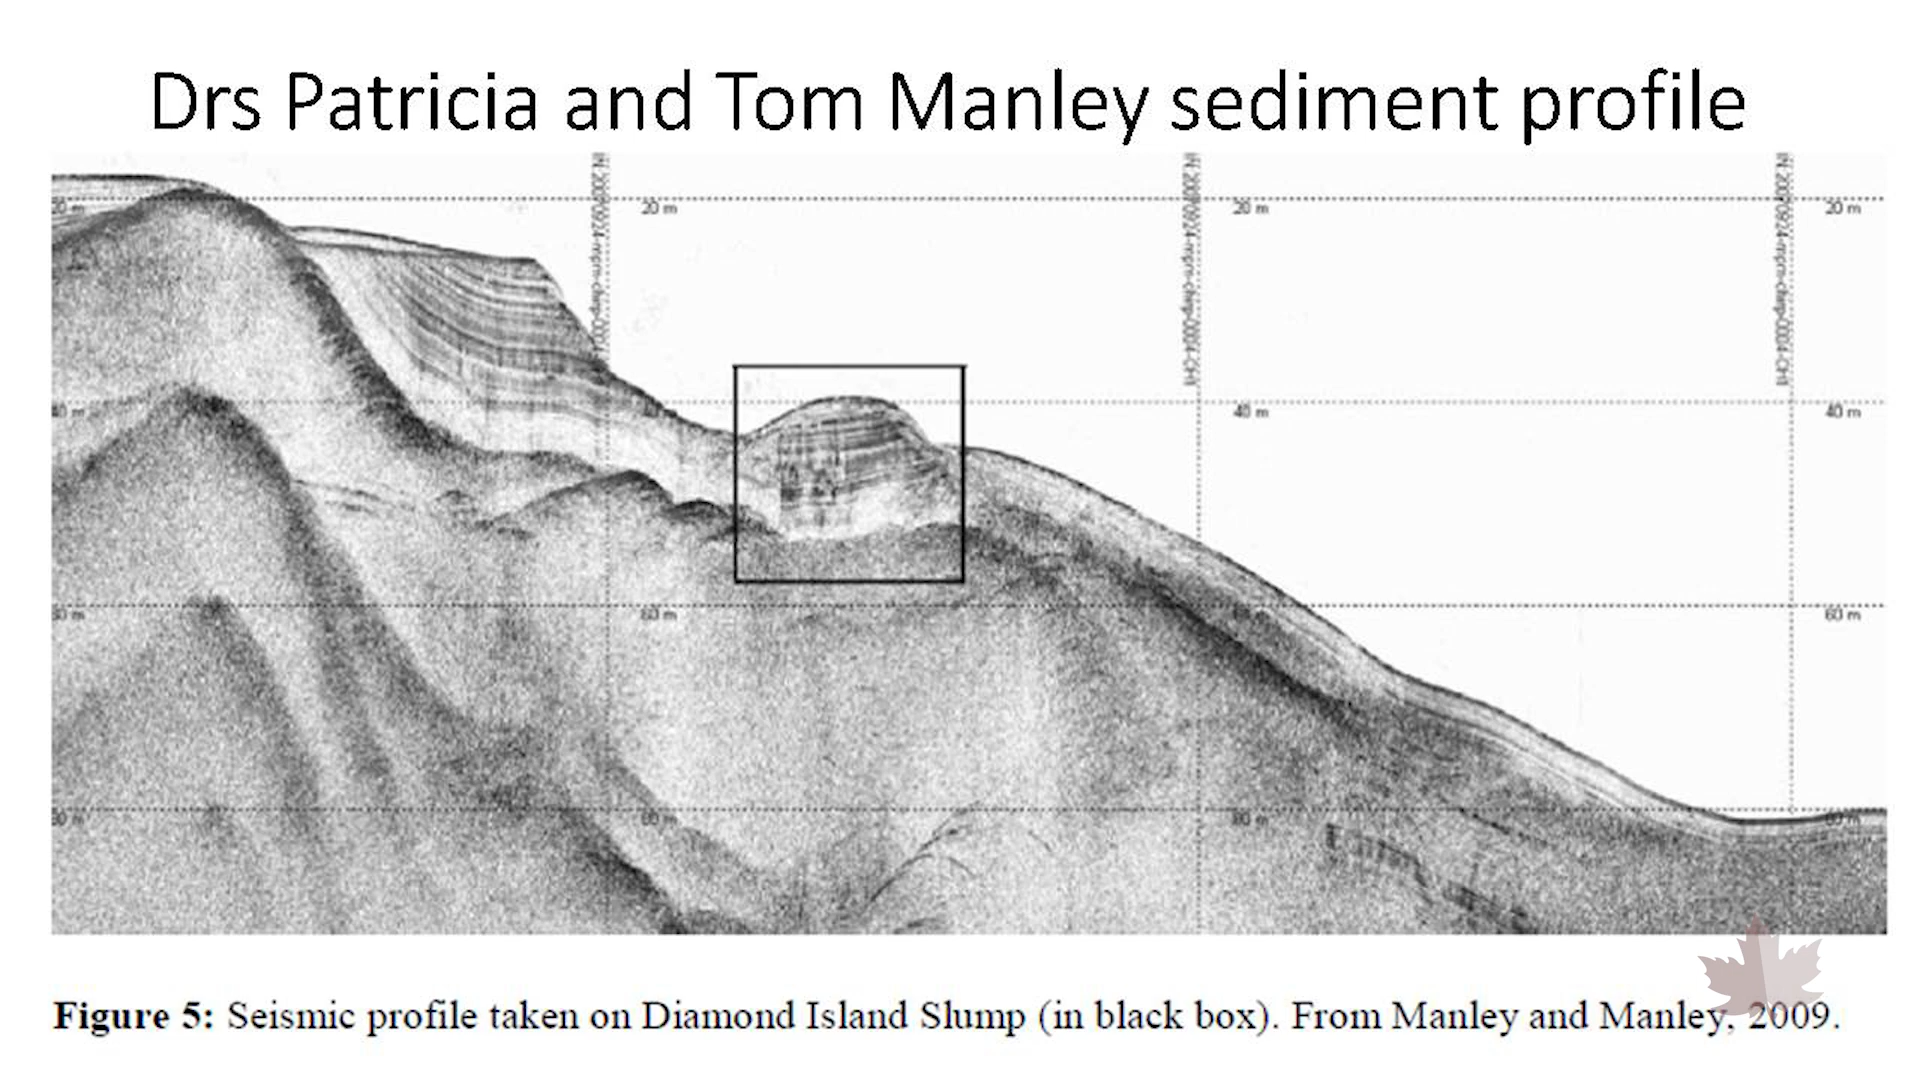 Drs Patricia and Tom Manley sediment profile
20 m
20 m
20 m
40 m
40 m
60 m
60 m
80 m
Figure 5: Seismic profile taken on Diamond Island Slump (in black box). From Manley and Manley, 2009.